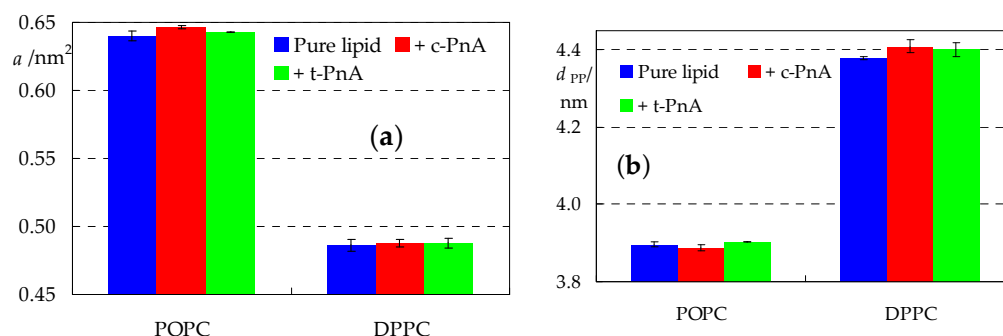 0.65
a /nm²
0.60
0.55
0.50
0.45
Pure lipid
+ c-PnA
+ t-PnA
(a)
POPC
DPPC
4.4
d PP/
nm
4.2
4.0
3.8
Pure lipid
+ c-PnA
+ t-PnA
(b)
POPC
DPPC